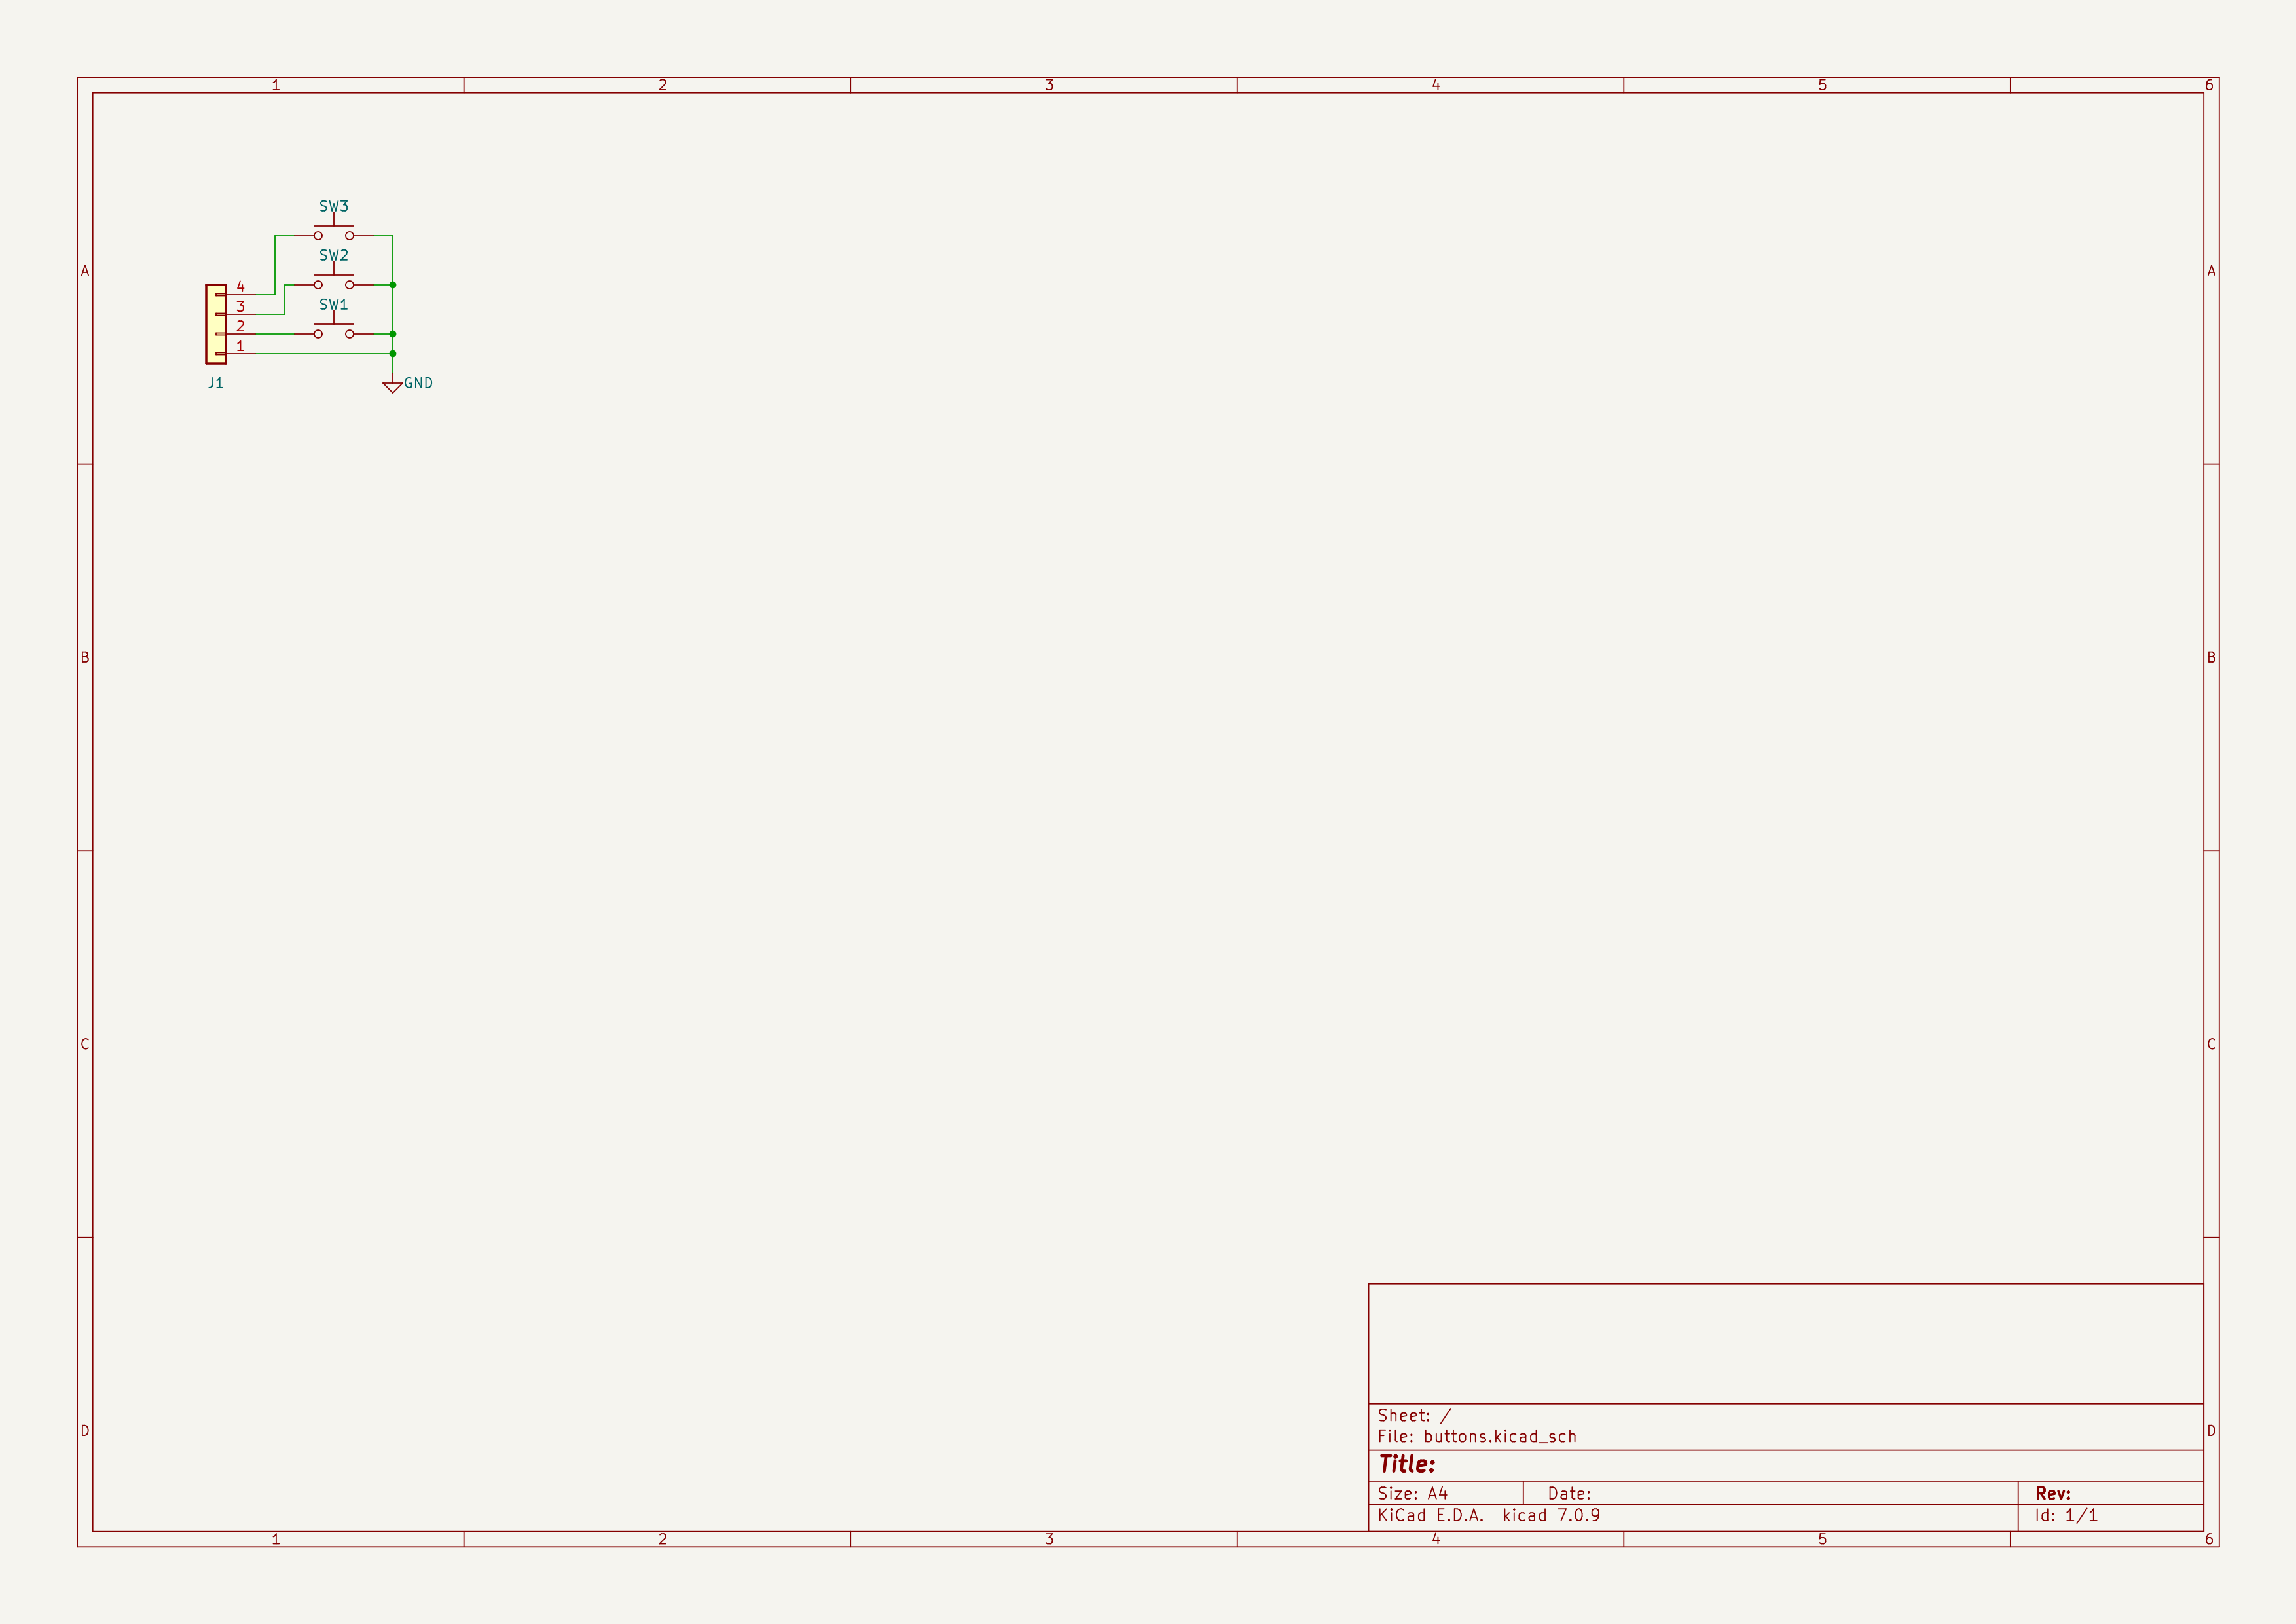 1 2 3 4 5 6
SW3
SW2
A A
4
SW1
3
2
1
J1 GND
B B
C C
Sheet: /
File: buttons.kicad_sch
D D
Title:
Size: A4 Date: Rev:
KiCad E.D.A. kicad 7.0.9 Id: 1/1
1 2 3 4 5 6